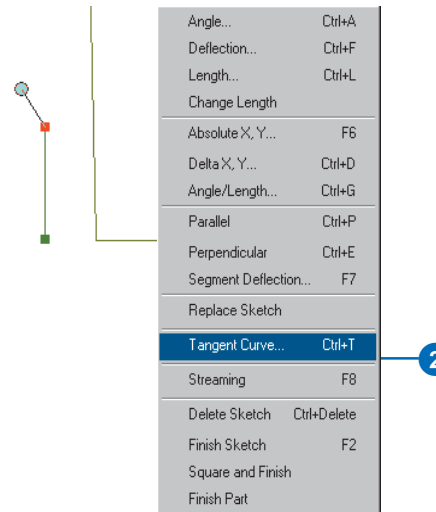 Angle... Ctrl+A
Deflection... Ctrl+F
Length... Ctrl+L
Change Length
Absolute X, Y... F6
Delta X, Y... Ctrl+D
Angle/Length... Ctrl+G
Parallel Ctrl+P
Perpendicular Ctrl+E
Segment Deflection... F7
Replace Sketch
Tangent Curve... Ctrl+T
2
Streaming F8
Delete Sketch Ctrl+Delete
Finish Sketch F2
Square and Finish
Finish Part